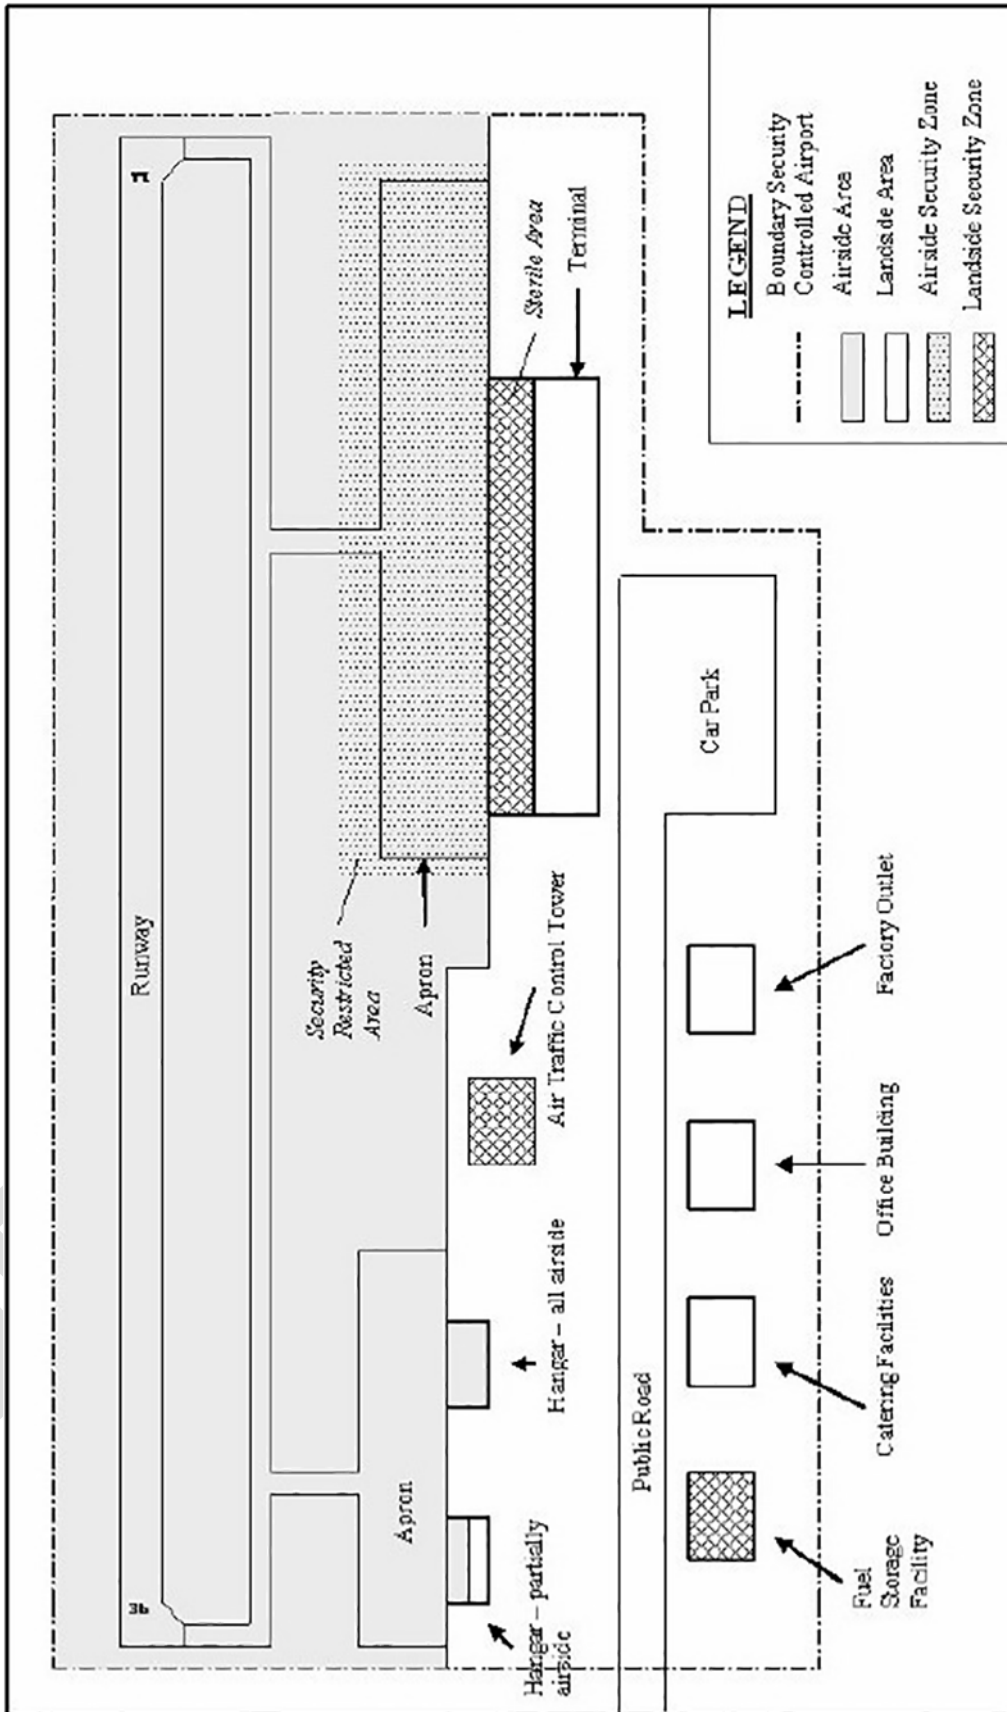 Runway
36
Security
Restricted
Area
Apron
Sterile Area
Terminal
Air Traffic Control Tower
Apron
Hangar – all airside
Hangar – partially
airside
Public Road
Car Park
Fuel
Storage
Facility
Catering Facilities
Office Building
Factory Outlet
LEGEND
Boundary Security
Controlled Airport
Airside Area
Landside Area
Airside Security Zone
Landside Security Zone